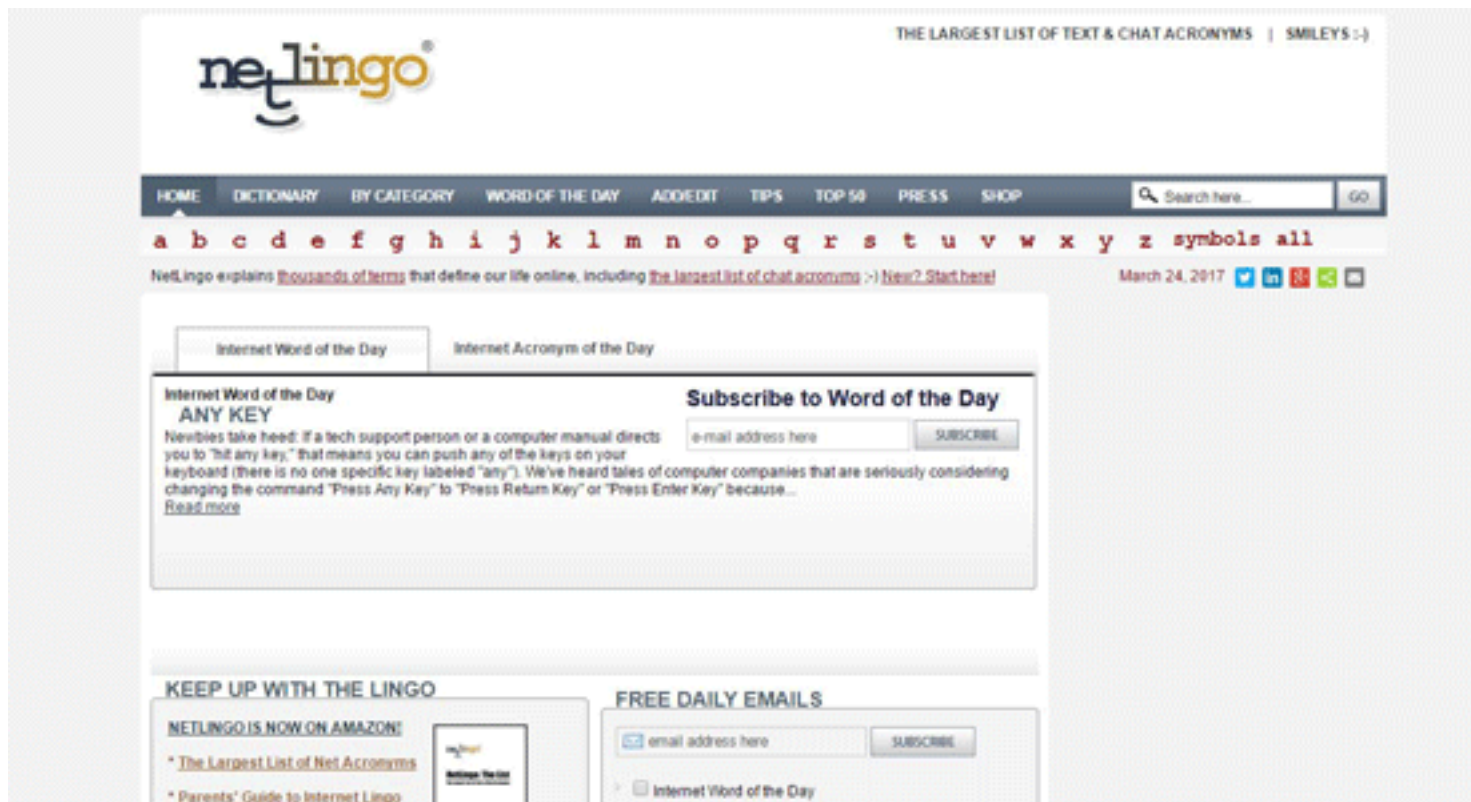 THE LARGEST LIST OF TEXT & CHAT ACRONYMS | SMILEYS :-)
netlingo®
HOME DICTIONARY BY CATEGORY WORD OF THE DAY ADD/EDIT TIPS TOP 50 PRESS SHOP Search here... GO
a b c d e f g h i j k l m n o p q r s t u v w x y z symbols all
NetLingo explains thousands of terms that define our life online, including the largest list of chat acronyms :-) New? Start here! March 24, 2017
Internet Word of the Day Internet Acronym of the Day
Internet Word of the Day
ANY KEY
Subscribe to Word of the Day
e-mail address here SUBSCRIBE
Newbies take heed: If a tech support person or a computer manual directs
you to "hit any key," that means you can push any of the keys on your
keyboard (there is no one specific key labeled "any"). We've heard tales of computer companies that are seriously considering
changing the command "Press Any Key" to "Press Return Key" or "Press Enter Key" because...
Read more
KEEP UP WITH THE LINGO
NETLINGO IS NOW ON AMAZON!
* The Largest List of Net Acronyms
* Parents' Guide to Internet Lingo
netlingo
NetLingo: The List
FREE DAILY EMAILS
email address here SUBSCRIBE
Internet Word of the Day